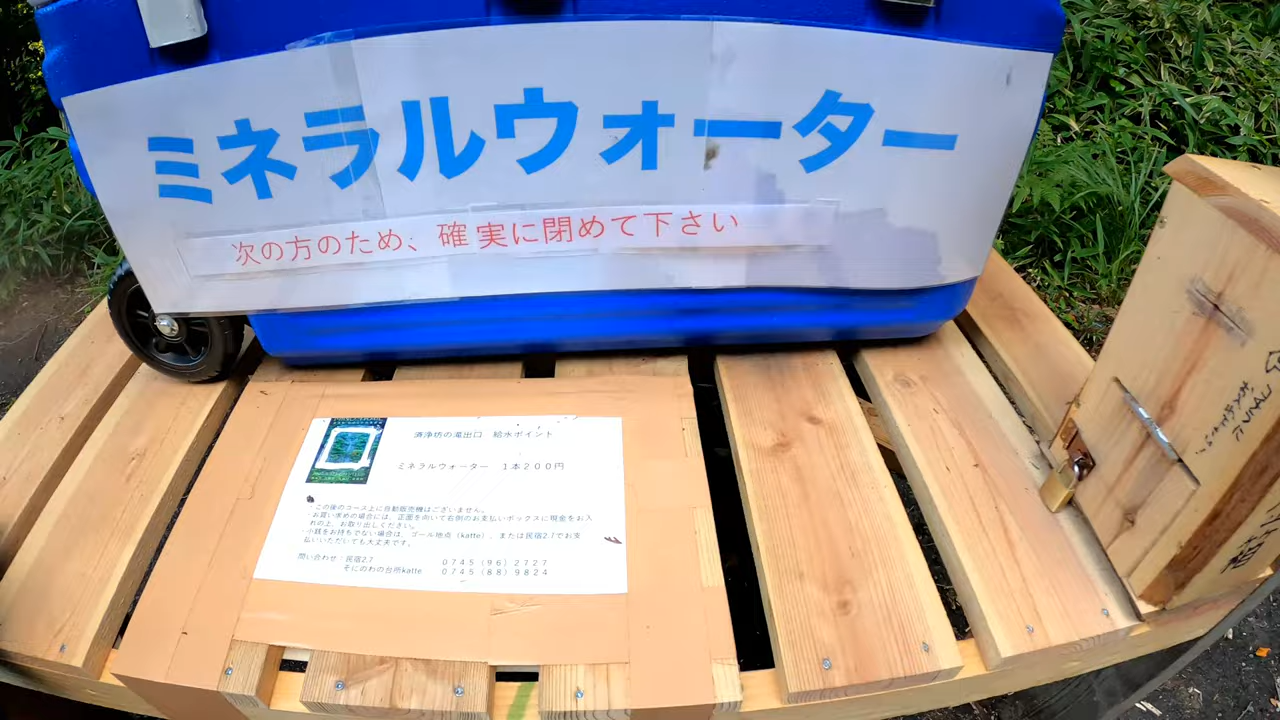 ミネラルウォーター
次の方のため、確実に閉めて下さい
済浄坊の滝出口　給水ポイント
ミネラルウォーター　１本２００円
・この後のコース上に自動販売機はございません。
・お買い求めの場合には、正面を向いて右側のお支払いボックスに現金をお入
れの上、お取り出しください。
・小銭をお持ちでない場合は、ゴール地点（katte）、または民宿2.7でお支
払いいただいても大丈夫です。
問い合わせ：民宿2.7　０７４５（９６）２７２７
そにのわの台所katte　０７４５（８８）９８２４